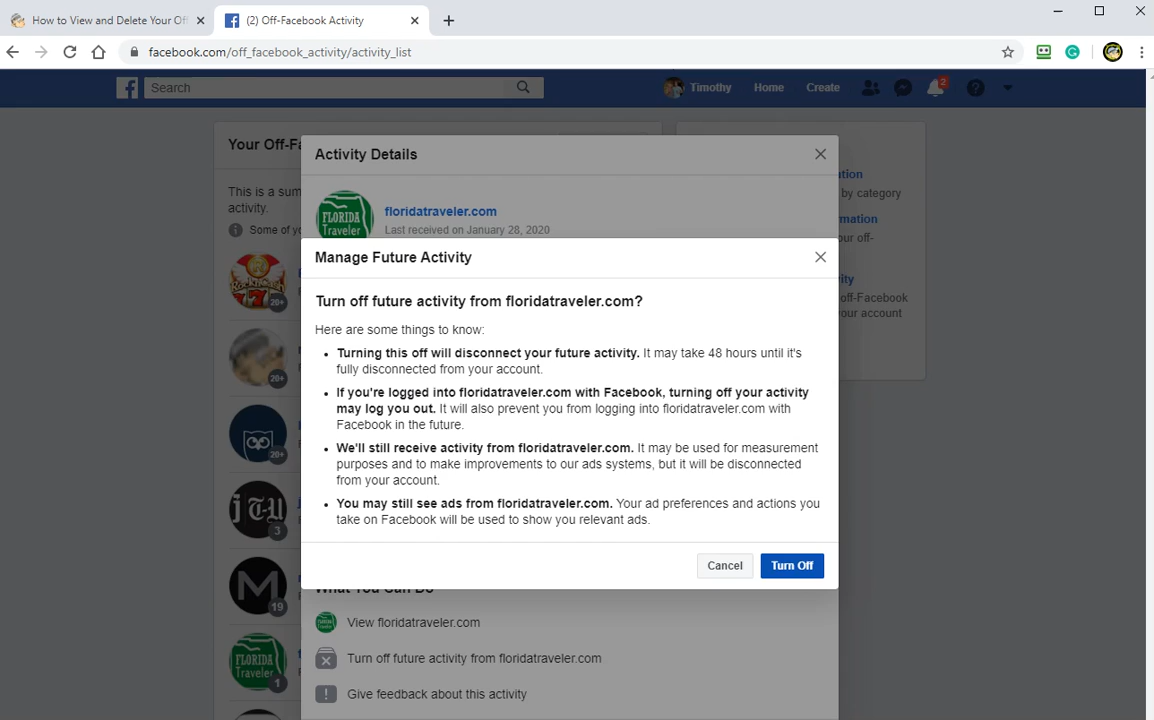 How to View and Delete Your Of
(2) Off-Facebook Activity
facebook.com/off_facebook_activity/activity_list
Search
Timothy
Home
Create
2
Your Off-Fa
Activity Details
This is a sum
activity.
Some of yo
floridatraveler.com
Last received on January 28, 2020
FLORIDA
Traveler
by category
your off-
off-Facebook
your account
Manage Future Activity
Turn off future activity from floridatraveler.com?
Here are some things to know:
• Turning this off will disconnect your future activity. It may take 48 hours until it's
fully disconnected from your account.
• If you're logged into floridatraveler.com with Facebook, turning off your activity
may log you out. It will also prevent you from logging into floridatraveler.com with
Facebook in the future.
• We'll still receive activity from floridatraveler.com. It may be used for measurement
purposes and to make improvements to our ads systems, but it will be disconnected
from your account.
• You may still see ads from floridatraveler.com. Your ad preferences and actions you
take on Facebook will be used to show you relevant ads.
Cancel
Turn Off
20+
20+
20+
3
M
19
FLORIDA
Traveler
1
What You Can Do
View floridatraveler.com
Turn off future activity from floridatraveler.com
Give feedback about this activity